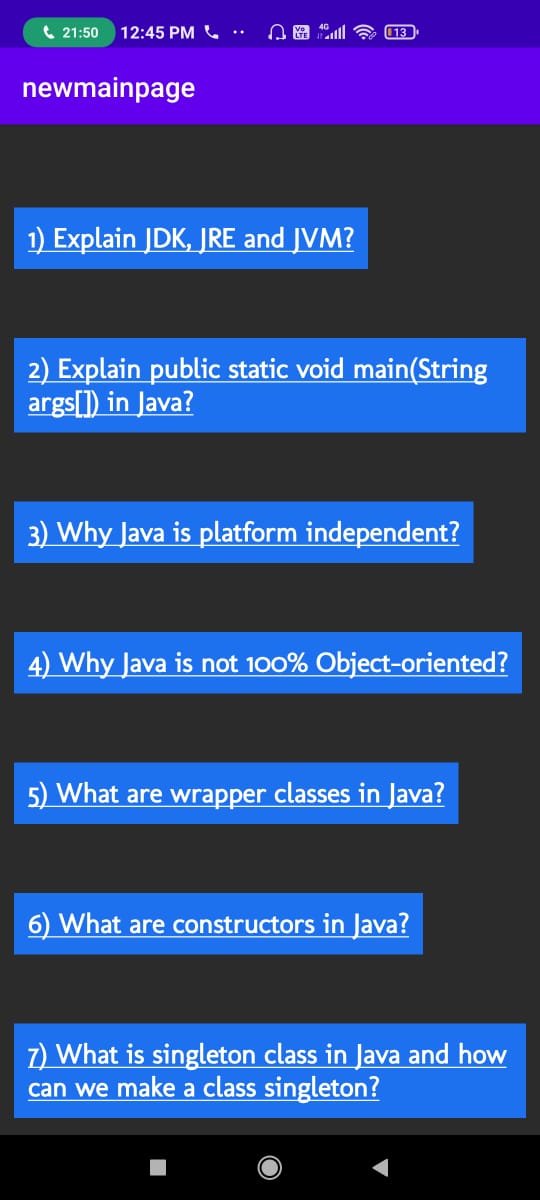 21:50 12:45 PM 4G Vo LTE 13
newmainpage
1) Explain JDK, JRE and JVM?
2) Explain public static void main(String
args[]) in Java?
3) Why Java is platform independent?
4) Why Java is not 100% Object-oriented?
5) What are wrapper classes in Java?
6) What are constructors in Java?
7) What is singleton class in Java and how
can we make a class singleton?